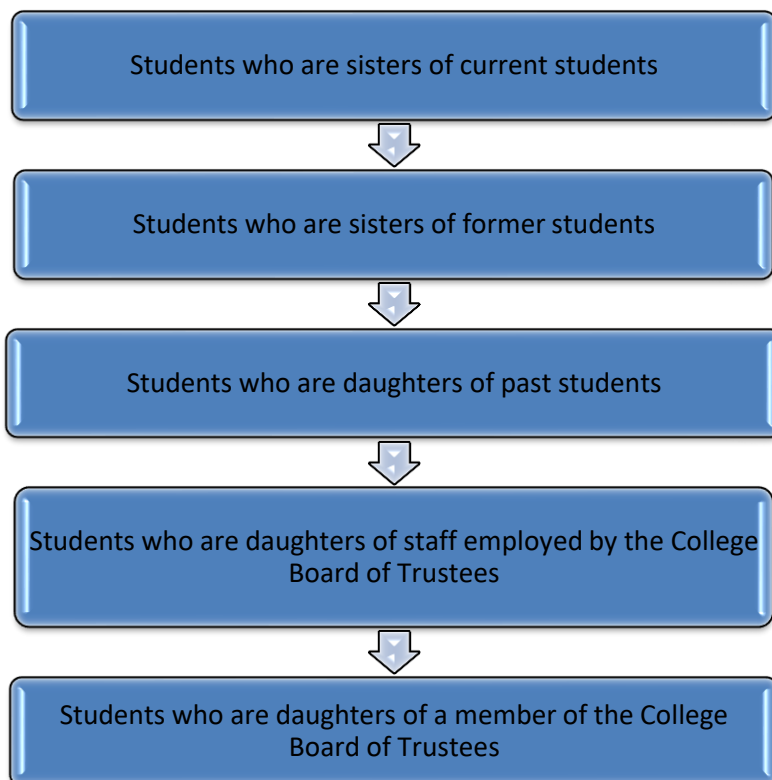 Students who are sisters of current students
Students who are sisters of former students
Students who are daughters of past students
Students who are daughters of staff employed by the College
Board of Trustees
Students who are daughters of a member of the College
Board of Trustees